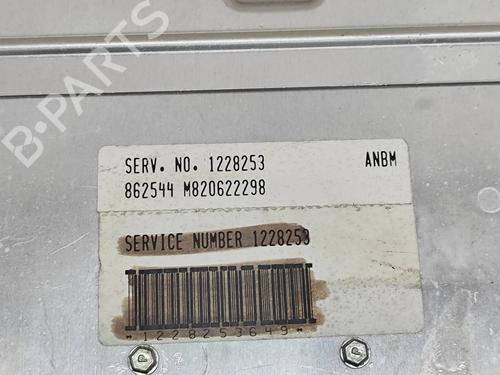 B-PARTS
SERV. NO. 1228253 ANBM
862544 M820622298
SERVICE NUMBER 1228253
1228253649